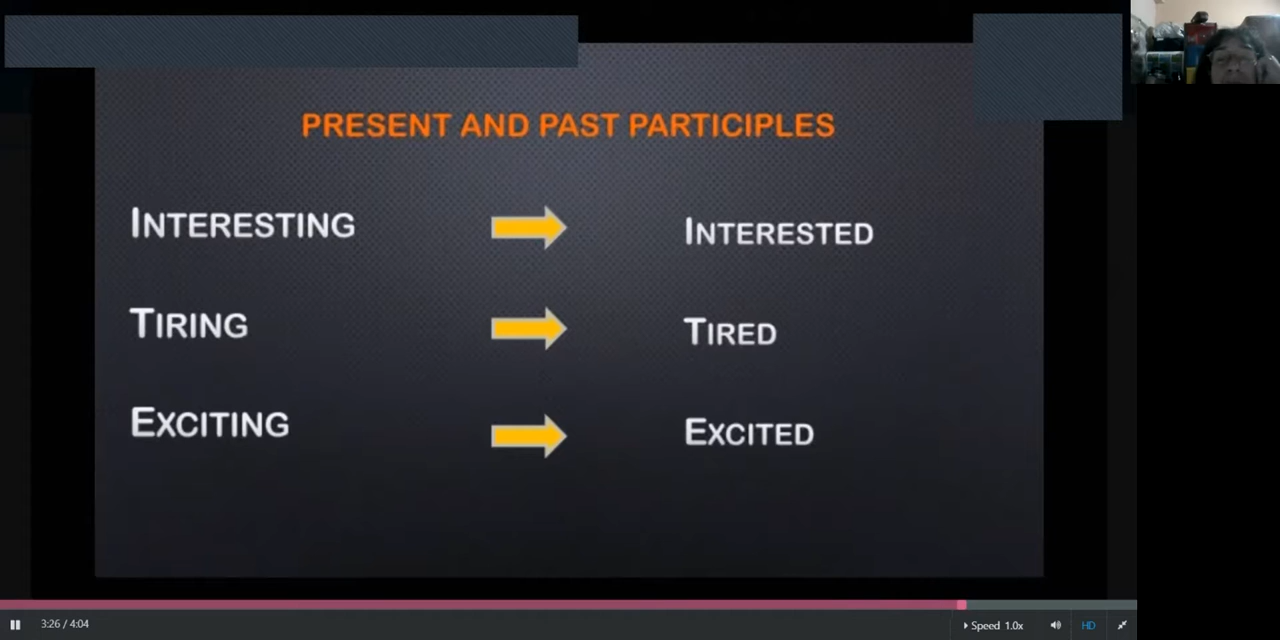 PRESENT AND PAST PARTICIPLES
INTERESTING INTERESTED
TIRING TIRED
EXCITING EXCITED
3:26 / 4:04 Speed 1.0x HD